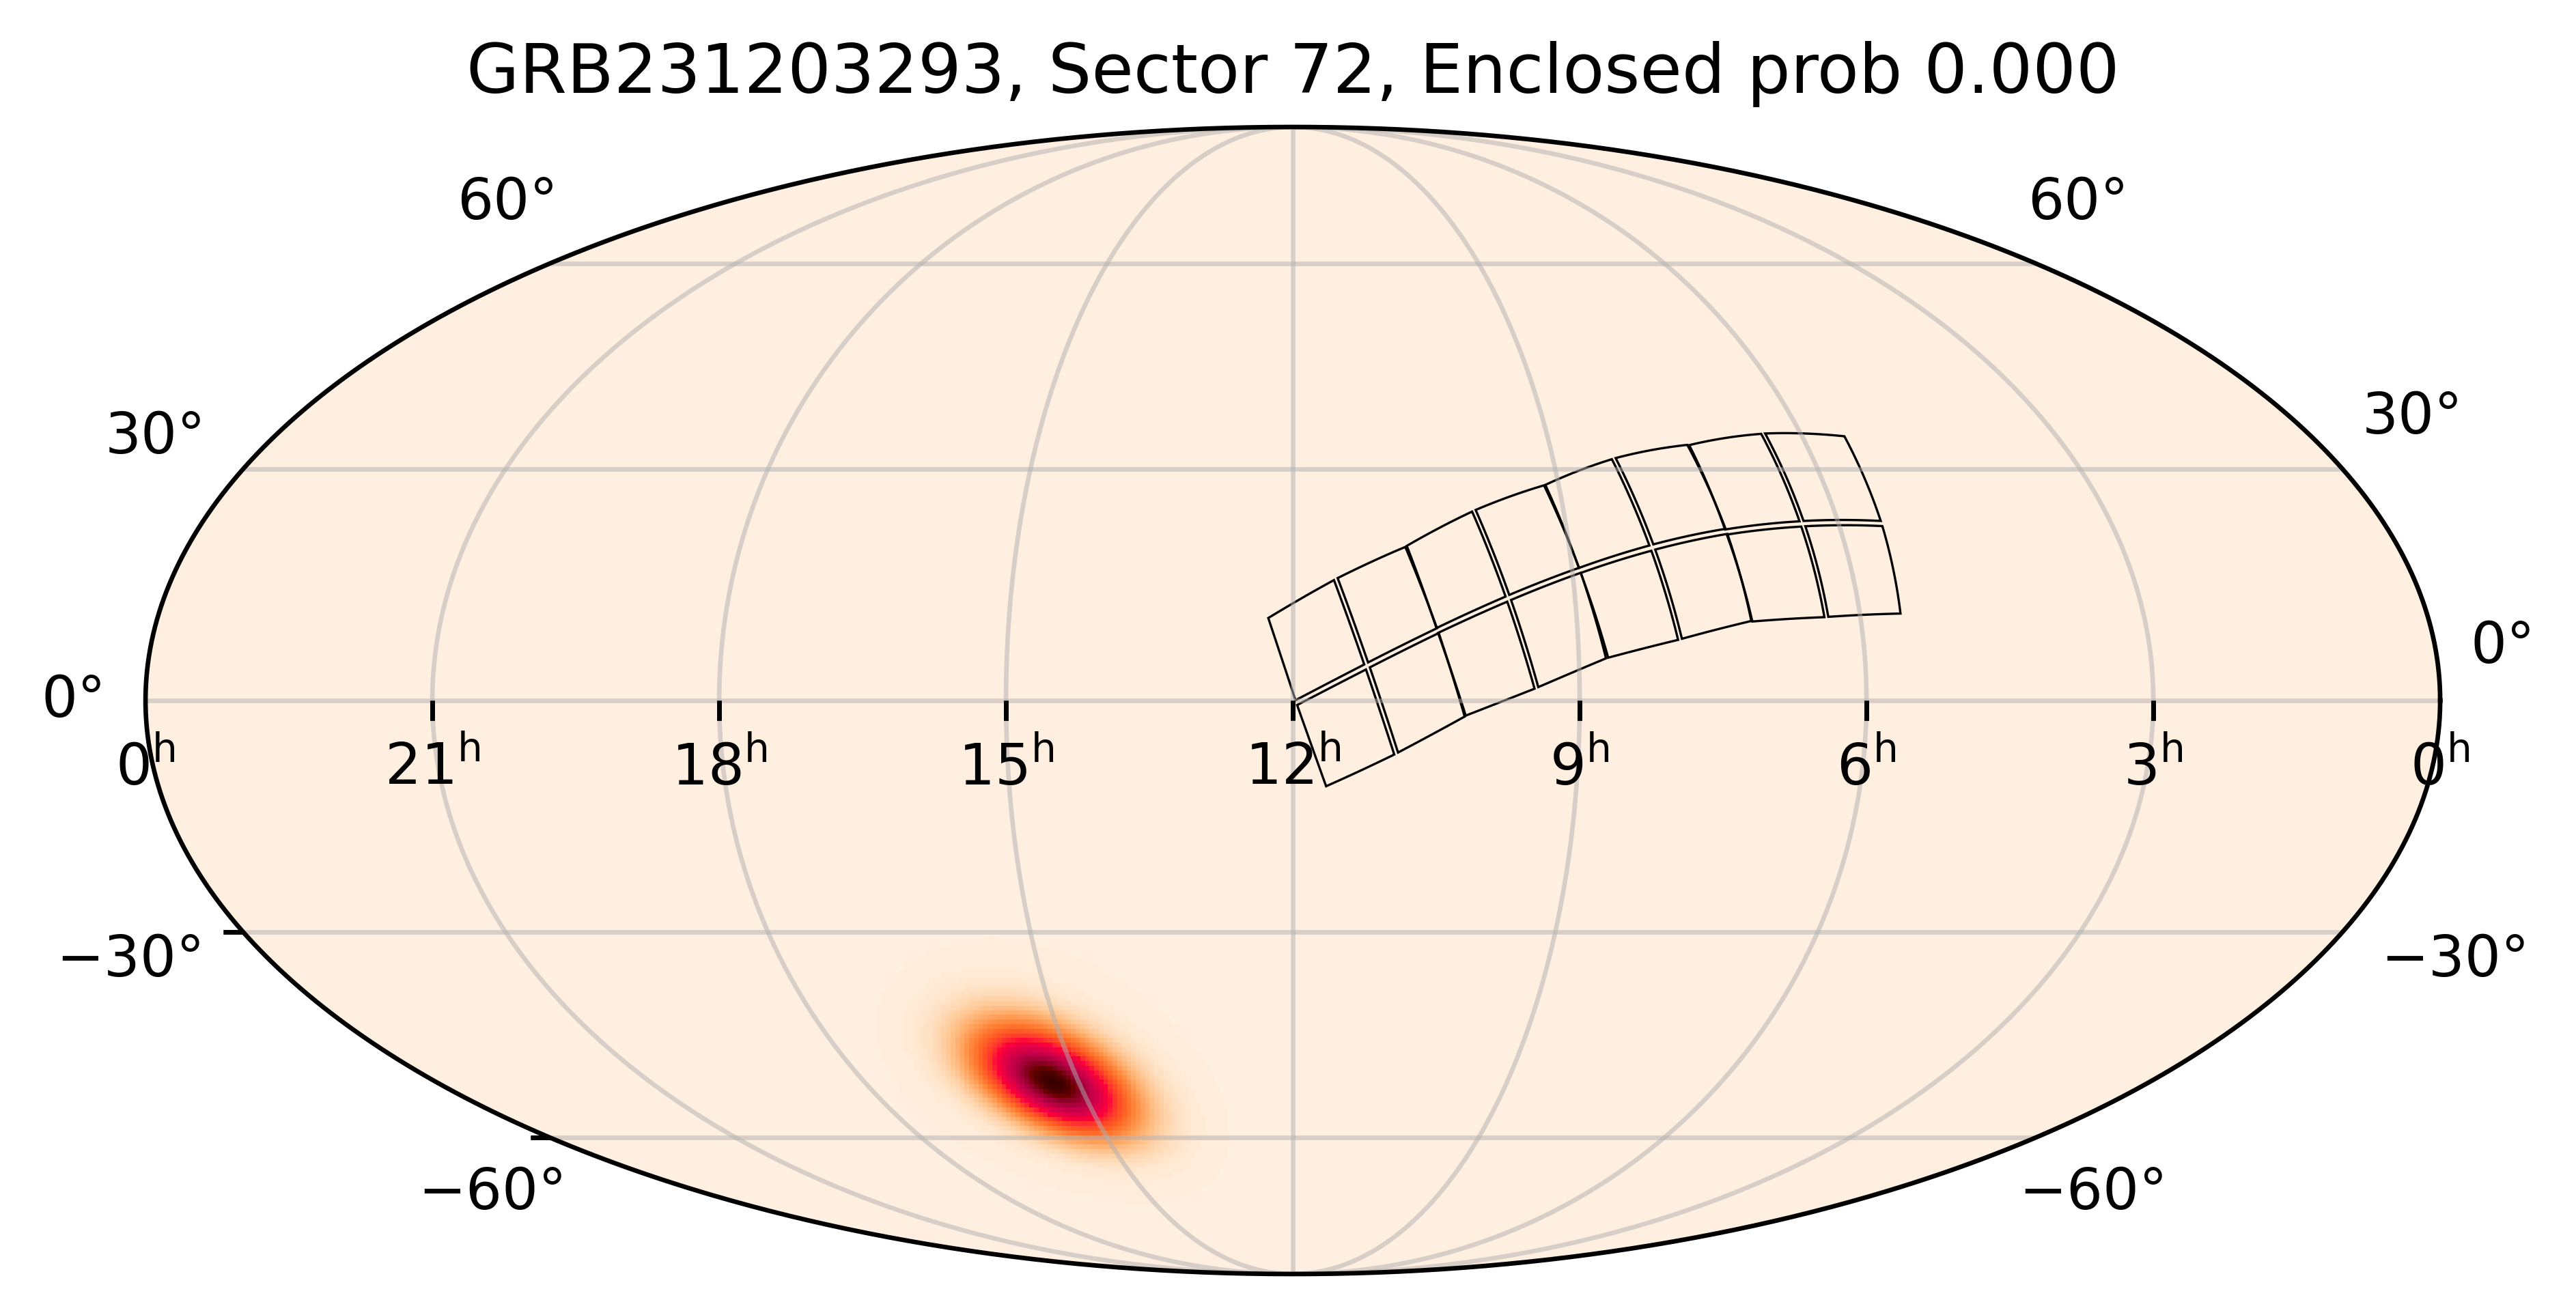 GRB231203293, Sector 72, Enclosed prob 0.000
60° 60°
30° 30°
0° 0°
0ʰ 21ʰ 18ʰ 15ʰ 12ʰ 9ʰ 6ʰ 3ʰ 0ʰ
−30° −30°
−60° −60°